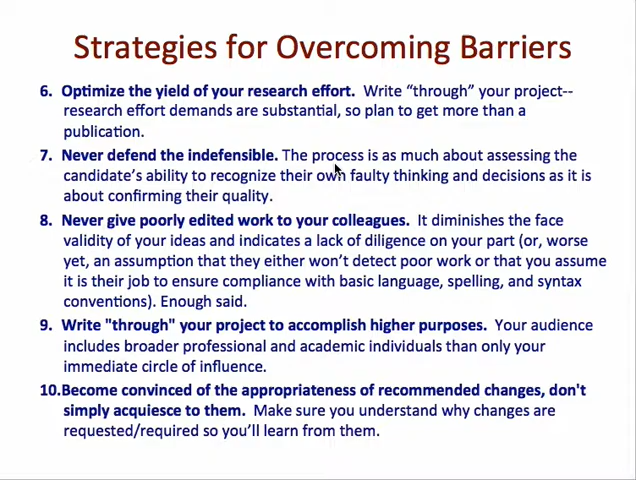 Strategies for Overcoming Barriers
6. Optimize the yield of your research effort. Write “through” your project--
research effort demands are substantial, so plan to get more than a
publication.
7. Never defend the indefensible. The process is as much about assessing the
candidate’s ability to recognize their own faulty thinking and decisions as it is
about confirming their quality.
8. Never give poorly edited work to your colleagues. It diminishes the face
validity of your ideas and indicates a lack of diligence on your part (or, worse
yet, an assumption that they either won’t detect poor work or that you assume
it is their job to ensure compliance with basic language, spelling, and syntax
conventions). Enough said.
9. Write "through" your project to accomplish higher purposes. Your audience
includes broader professional and academic individuals than only your
immediate circle of influence.
10.Become convinced of the appropriateness of recommended changes, don't
simply acquiesce to them. Make sure you understand why changes are
requested/required so you’ll learn from them.